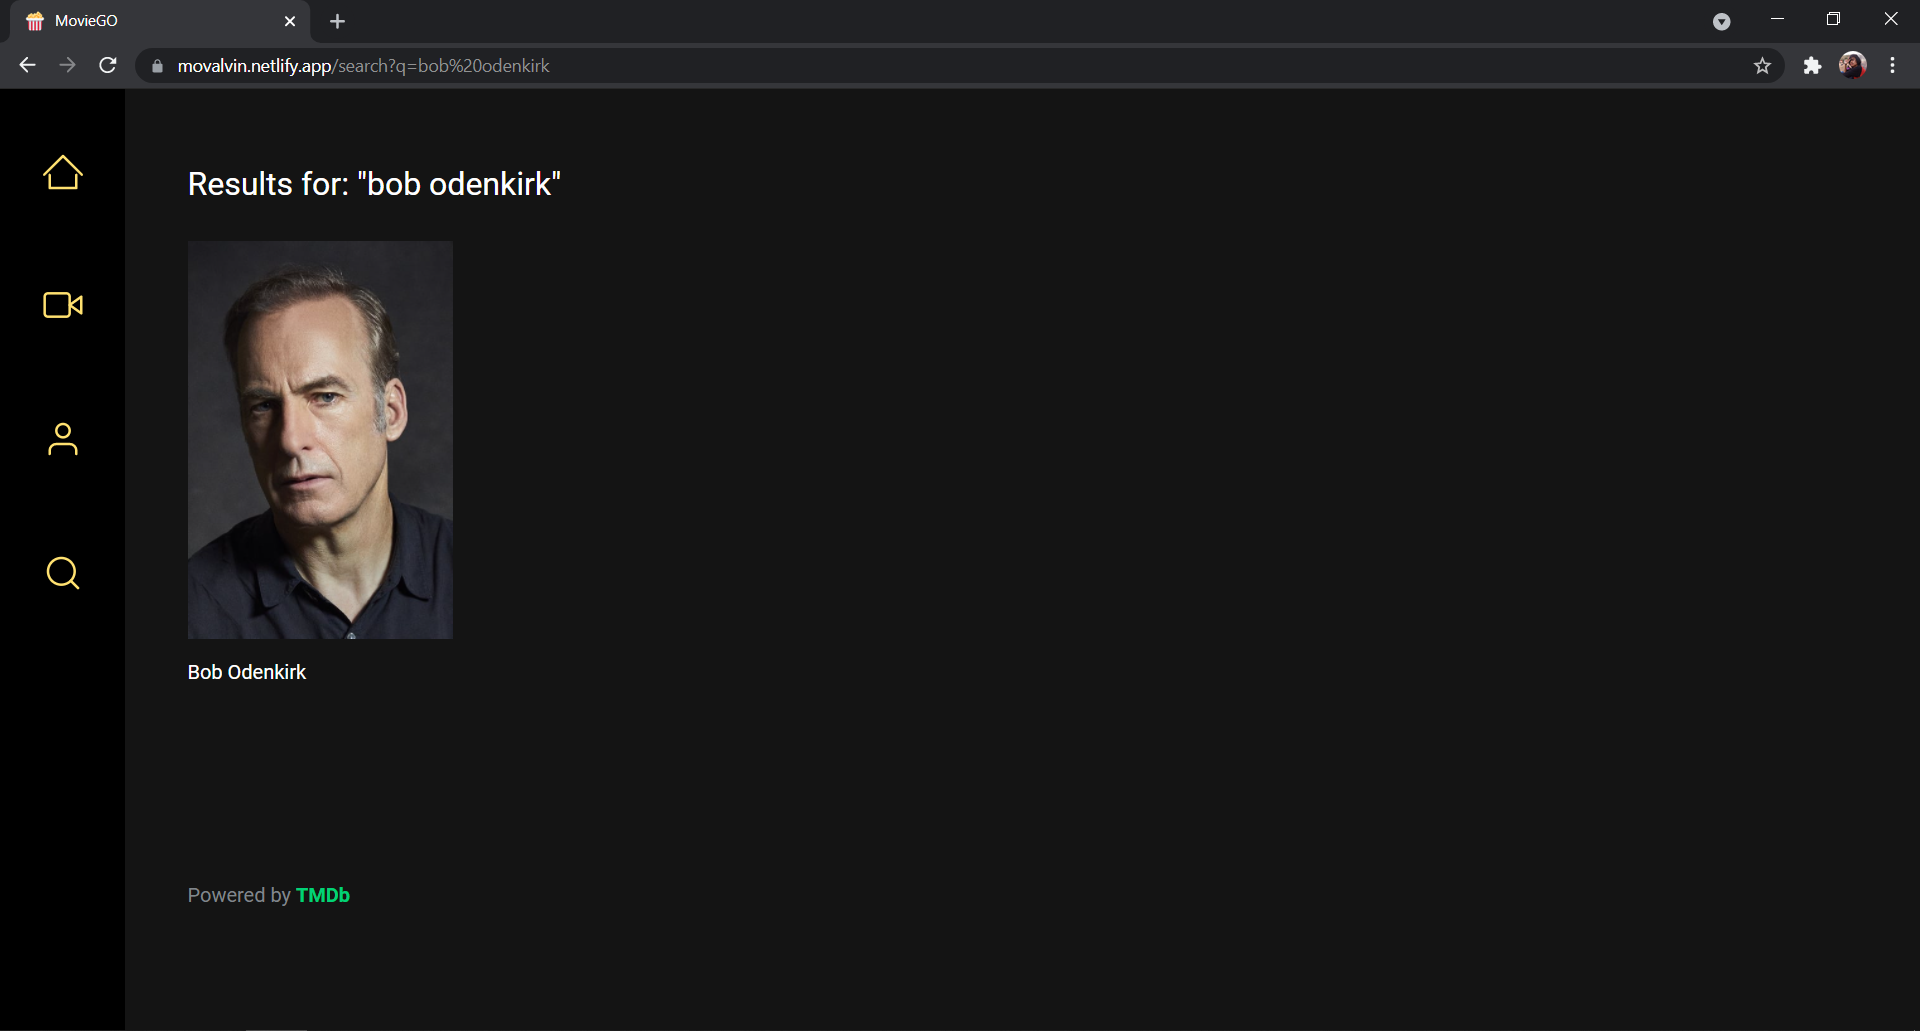 MovieGO
movalvin.netlify.app/search?q=bob%20odenkirk
Results for: "bob odenkirk"
Bob Odenkirk
Powered by TMDb